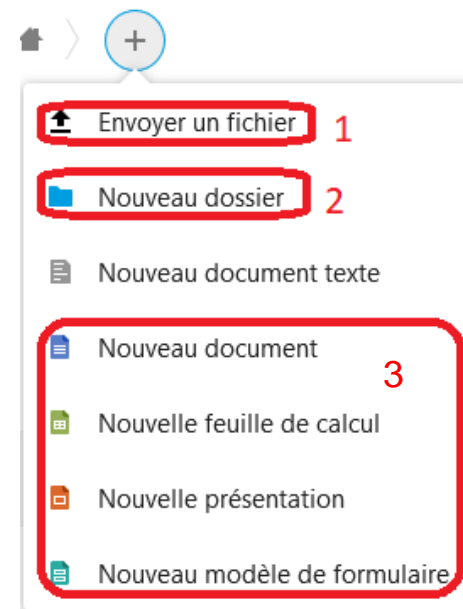 +
Envoyer un fichier 1
Nouveau dossier 2
Nouveau document texte
Nouveau document
3
Nouvelle feuille de calcul
Nouvelle présentation
Nouveau modèle de formulaire